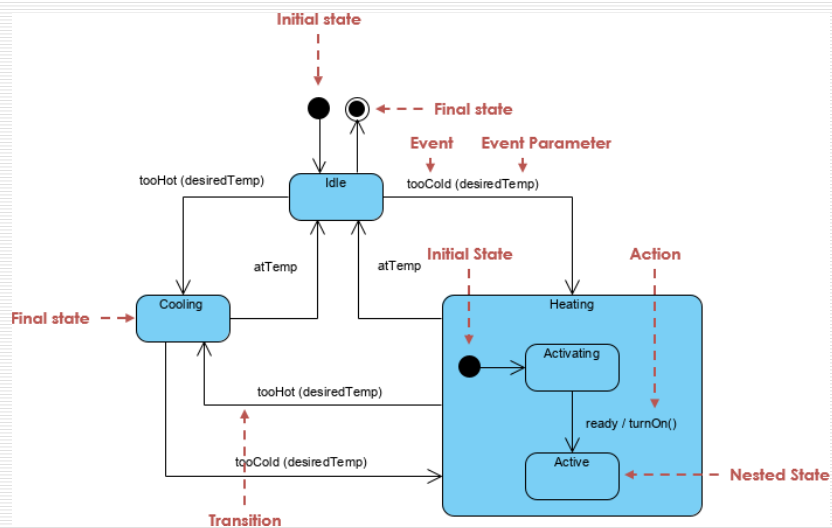 Initial state
Final state
Event
Event Parameter
tooHot (desiredTemp)
Idle
tooCold (desiredTemp)
atTemp
atTemp
Initial State
Action
Final state
Cooling
Heating
Activating
tooHot (desiredTemp)
ready / turnOn()
tooCold (desiredTemp)
Active
Nested State
Transition